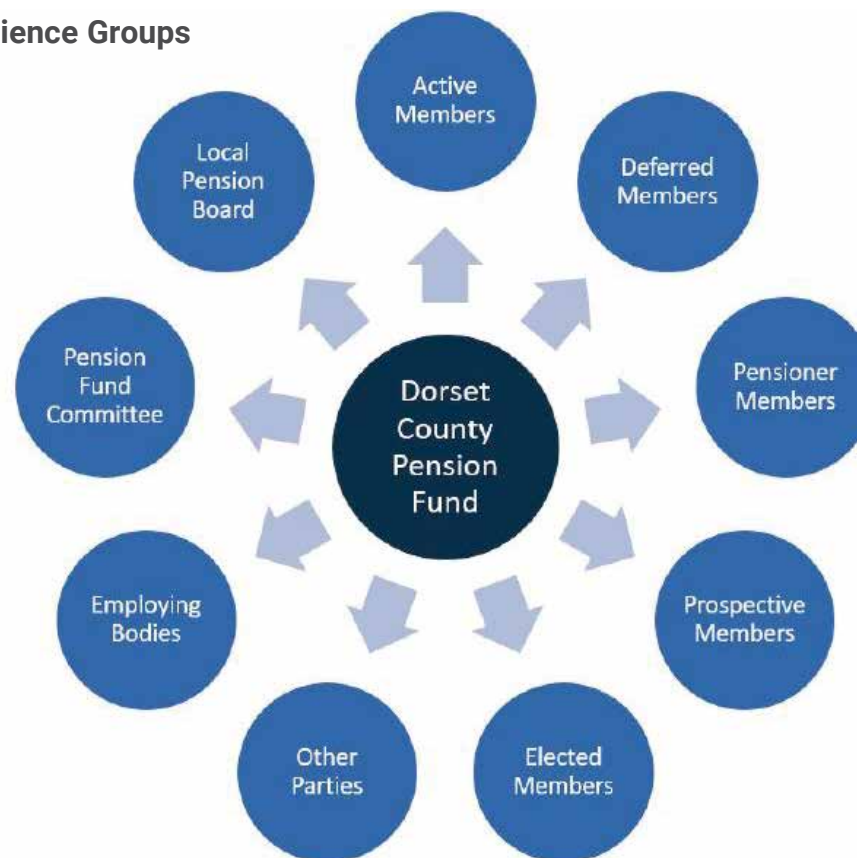 ience Groups
Active
Members
Deferred
Members
Pensioner
Members
Prospective
Members
Elected
Members
Other
Parties
Employing
Bodies
Pension
Fund
Committee
Local
Pension
Board
Dorset
County
Pension
Fund